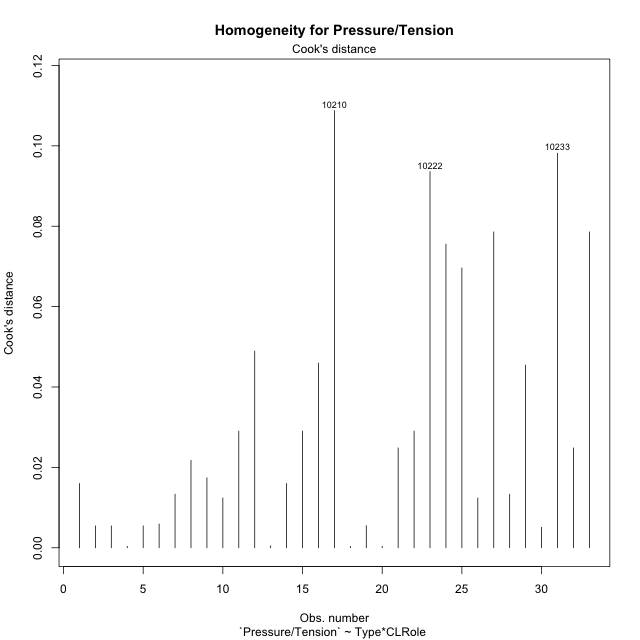 Homogeneity for Pressure/Tension
Cook's distance
0.12
0.10
0.08
0.06
0.04
0.02
0.00
Cook's distance
10210
10222
10233
0 5 10 15 20 25 30
Obs. number
`Pressure/Tension` ~ Type*CLRole